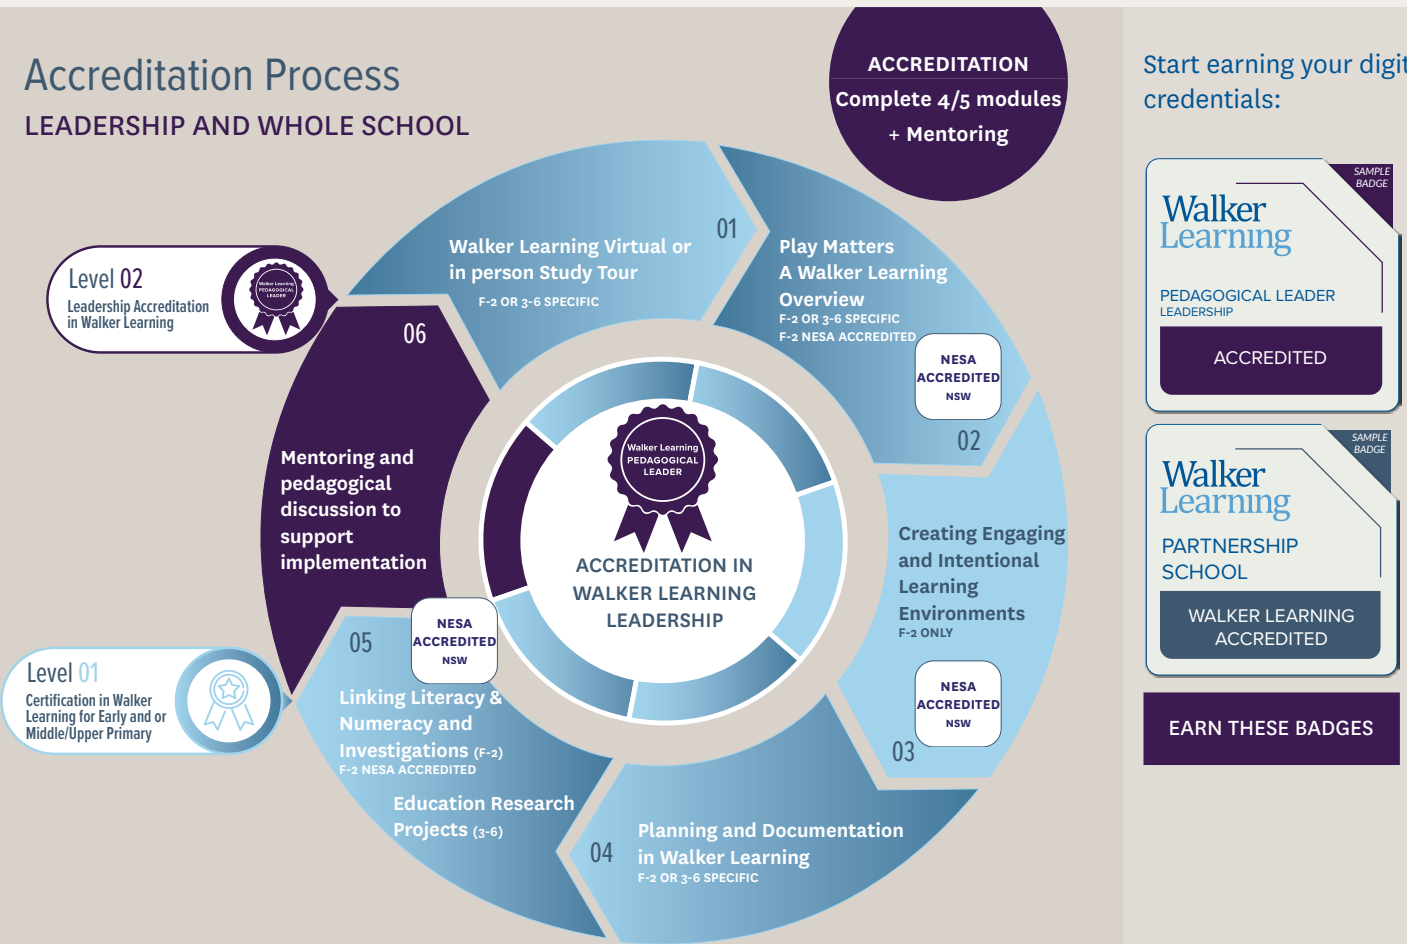 Accreditation Process
LEADERSHIP AND WHOLE SCHOOL
ACCREDITATION
Complete 4/5 modules
+ Mentoring
01
Walker Learning Virtual or
in person Study Tour
F-2 OR 3-6 SPECIFIC
Play Matters
A Walker Learning
Overview
F-2 OR 3-6 SPECIFIC
F-2 NESA ACCREDITED
NESA
ACCREDITED
NSW
02
Creating Engaging
and Intentional
Learning
Environments
F-2 ONLY
NESA
ACCREDITED
NSW
03
04
Planning and Documentation
in Walker Learning
F-2 OR 3-6 SPECIFIC
05
NESA
ACCREDITED
NSW
Linking Literacy &
Numeracy and
Investigations (F-2)
F-2 NESA ACCREDITED
Education Research
Projects (3-6)
06
Mentoring and
pedagogical
discussion to
support
implementation
Level 02
Leadership Accreditation
in Walker Learning
Walker Learning
PEDAGOGICAL
LEADER
Level 01
Certification in Walker
Learning for Early and or
Middle/Upper Primary
Walker Learning
PEDAGOGICAL
LEADER
ACCREDITATION IN
WALKER LEARNING
LEADERSHIP
Start earning your digit
credentials:
SAMPLE
BADGE
Walker
Learning
PEDAGOGICAL LEADER
LEADERSHIP
ACCREDITED
SAMPLE
BADGE
Walker
Learning
PARTNERSHIP
SCHOOL
WALKER LEARNING
ACCREDITED
EARN THESE BADGES